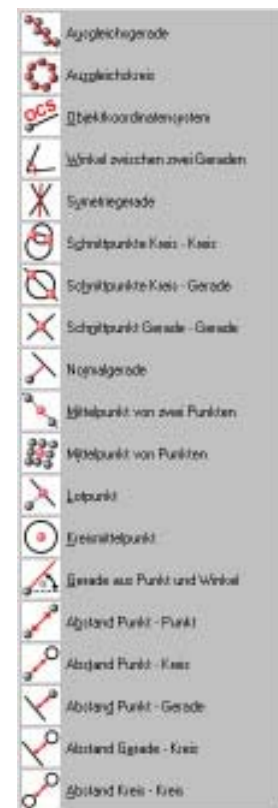 Ausgleichsgerade
Ausgleichskreis
OCS
Objektkoordinatensystem
Winkel zwischen zwei Geraden
Symetriegerade
Schnittpunkte Kreis - Kreis
Schnittpunkte Kreis - Gerade
Schnittpunkt Gerade - Gerade
Normalgerade
Mittelpunkt von zwei Punkten
Mittelpunkt von Punkten
Lotpunkt
Kreismittelpunkt
Gerade aus Punkt und Winkel
Abstand Punkt - Punkt
Abstand Punkt - Kreis
Abstand Punkt - Gerade
Abstand Gerade - Kreis
Abstand Kreis - Kreis